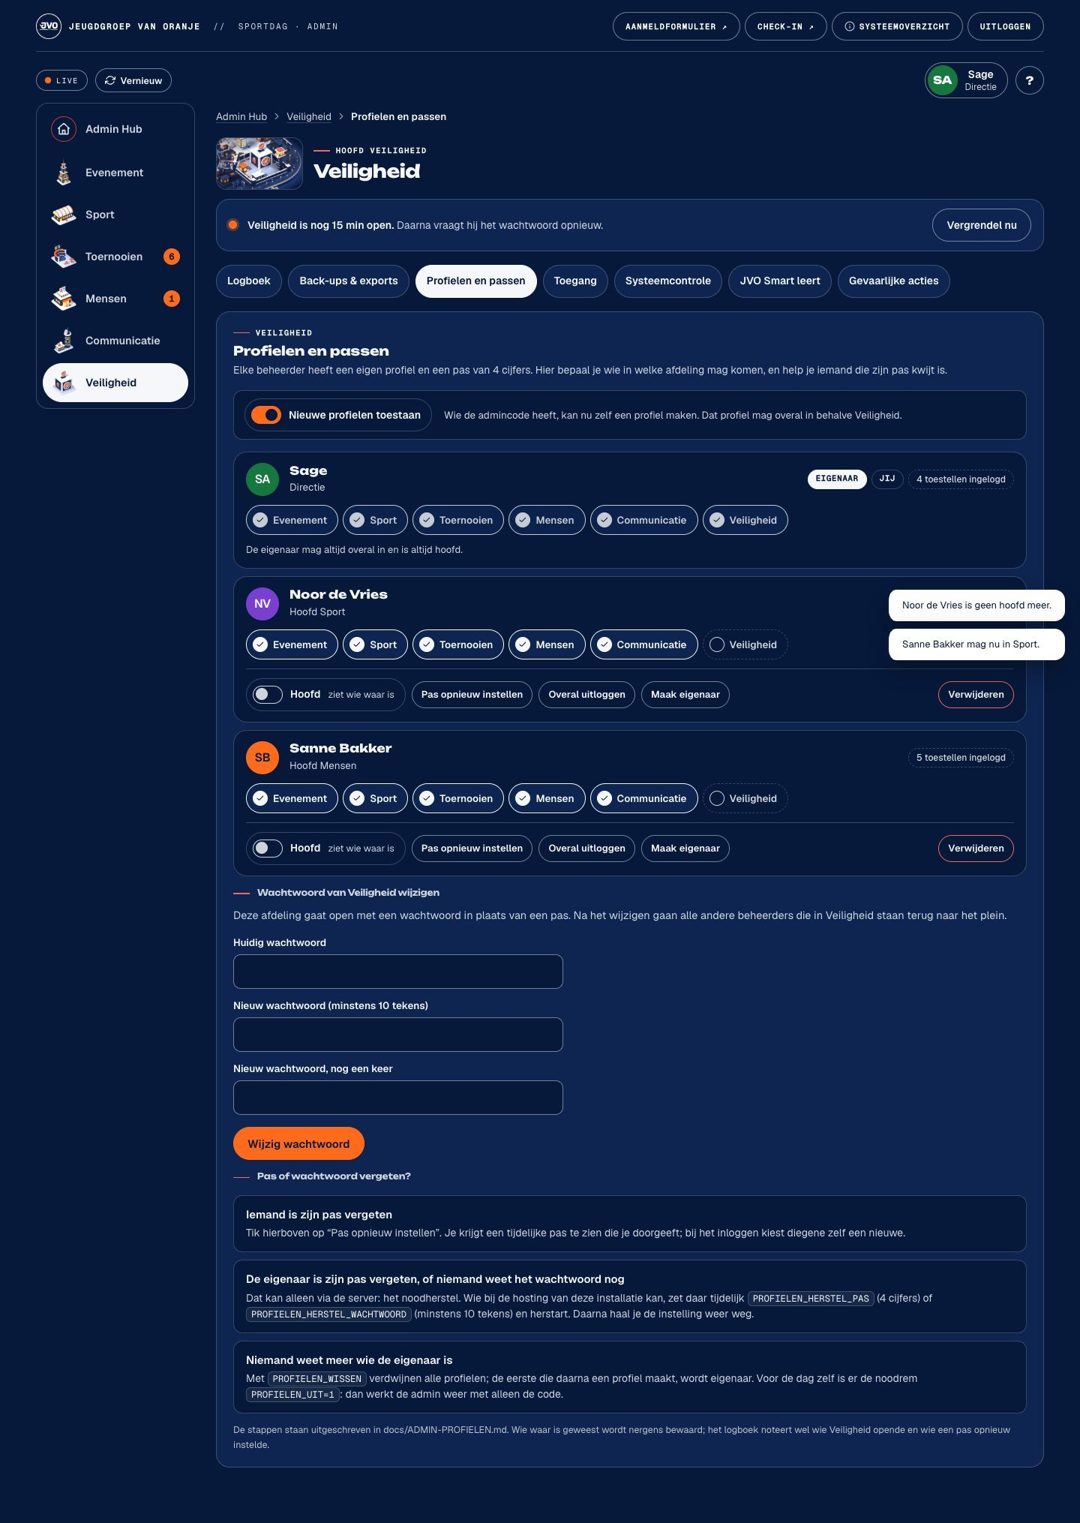 JVO JEUGDGROEP VAN ORANJE // SPORTDAG · ADMIN
AANMELDFORMULIER ↗
CHECK-IN ↗
SYSTEEMOVERZICHT
UITLOGGEN
LIVE
Vernieuw
SA
Sage
Directie
?
Admin Hub
Evenement
Sport
Toernooien 6
Mensen 1
Communicatie
Veiligheid
Admin Hub > Veiligheid > Profielen en passen
HOOFD VEILIGHEID
Veiligheid
Veiligheid is nog 15 min open. Daarna vraagt hij het wachtwoord opnieuw.
Vergrendel nu
Logboek
Back-ups & exports
Profielen en passen
Toegang
Systeemcontrole
JVO Smart leert
Gevaarlijke acties
VEILIGHEID
Profielen en passen
Elke beheerder heeft een eigen profiel en een pas van 4 cijfers. Hier bepaal je wie in welke afdeling mag komen, en help je iemand die zijn pas kwijt is.
Nieuwe profielen toestaan
Wie de admincode heeft, kan nu zelf een profiel maken. Dat profiel mag overal in behalve Veiligheid.
SA
Sage
Directie
EIGENAAR
JIJ
4 toestellen ingelogd
Evenement
Sport
Toernooien
Mensen
Communicatie
Veiligheid
De eigenaar mag altijd overal in en is altijd hoofd.
NV
Noor de Vries
Hoofd Sport
Noor de Vries is geen hoofd meer.
Evenement
Sport
Toernooien
Mensen
Communicatie
Veiligheid
Sanne Bakker mag nu in Sport.
Hoofd ziet wie waar is
Pas opnieuw instellen
Overal uitloggen
Maak eigenaar
Verwijderen
SB
Sanne Bakker
Hoofd Mensen
5 toestellen ingelogd
Evenement
Sport
Toernooien
Mensen
Communicatie
Veiligheid
Hoofd ziet wie waar is
Pas opnieuw instellen
Overal uitloggen
Maak eigenaar
Verwijderen
Wachtwoord van Veiligheid wijzigen
Deze afdeling gaat open met een wachtwoord in plaats van een pas. Na het wijzigen gaan alle andere beheerders die in Veiligheid staan terug naar het plein.
Huidig wachtwoord
Nieuw wachtwoord (minstens 10 tekens)
Nieuw wachtwoord, nog een keer
Wijzig wachtwoord
Pas of wachtwoord vergeten?
Iemand is zijn pas vergeten
Tik hierboven op “Pas opnieuw instellen”. Je krijgt een tijdelijke pas te zien die je doorgeeft; bij het inloggen kiest diegene zelf een nieuwe.
De eigenaar is zijn pas vergeten, of niemand weet het wachtwoord nog
Dat kan alleen via de server: het noodherstel. Wie bij de hosting van deze installatie kan, zet daar tijdelijk PROFIELEN_HERSTEL_PAS (4 cijfers) of
PROFIELEN_HERSTEL_WACHTWOORD (minstens 10 tekens) en herstart. Daarna haal je de instelling weer weg.
Niemand weet meer wie de eigenaar is
Met PROFIELEN_WISSEN verdwijnen alle profielen; de eerste die daarna een profiel maakt, wordt eigenaar. Voor de dag zelf is er de noodrem
PROFIELEN_UIT=1: dan werkt de admin weer met alleen de code.
De stappen staan uitgeschreven in docs/ADMIN-PROFIELEN.md. Wie waar is geweest wordt nergens bewaard; het logboek noteert wel wie Veiligheid opende en wie een pas opnieuw
instelde.